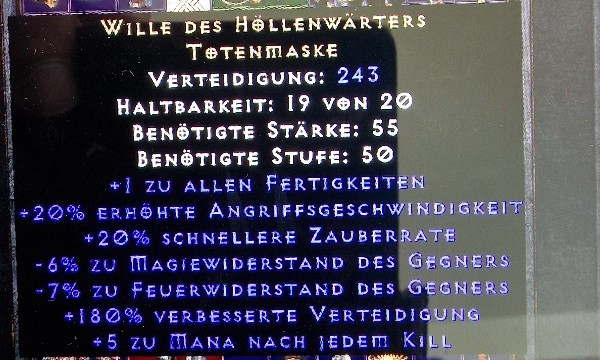 Wille des Höllenwärters
Totenmaske
Verteidigung: 243
Haltbarkeit: 19 von 20
Benötigte Stärke: 55
Benötigte Stufe: 50
+1 zu allen Fertigkeiten
+20% erhöhte Angriffsgeschwindigkeit
+20% schnellere Zauberrate
-6% zu Magiewiderstand des Gegners
-7% zu Feuerwiderstand des Gegners
+180% verbesserte Verteidigung
+5 zu Mana nach jedem Kill